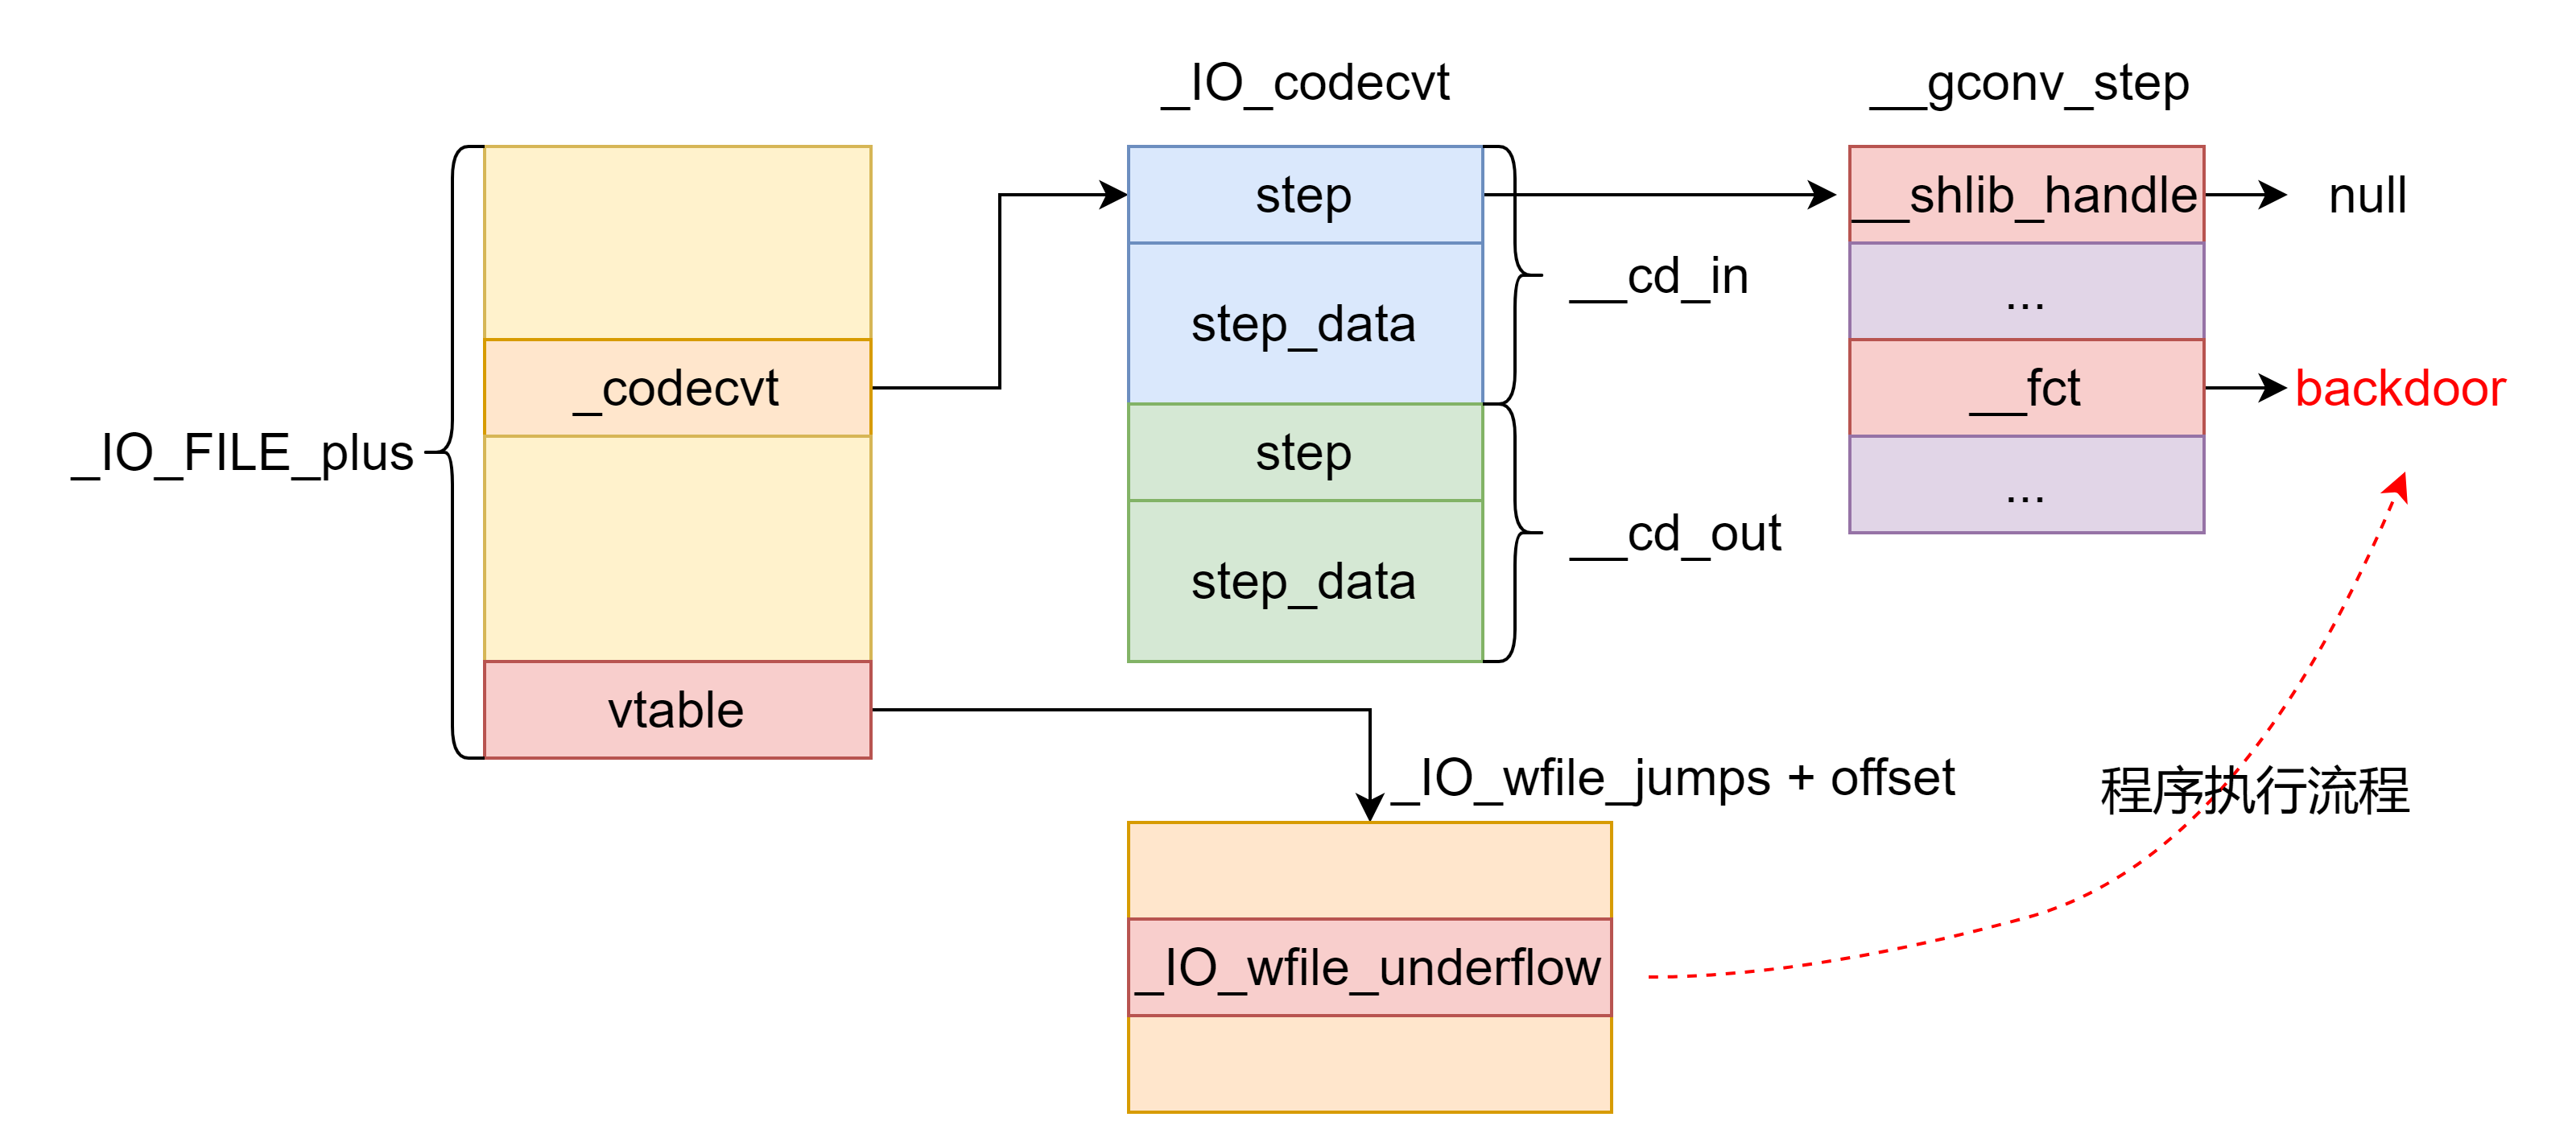 _IO_codecvt
__gconv_step
step
__shlib_handle
null
__cd_in
...
step_data
_codecvt
__fct
backdoor
_IO_FILE_plus
step
...
__cd_out
step_data
vtable
_IO_wfile_jumps + offset
程序执行流程
_IO_wfile_underflow